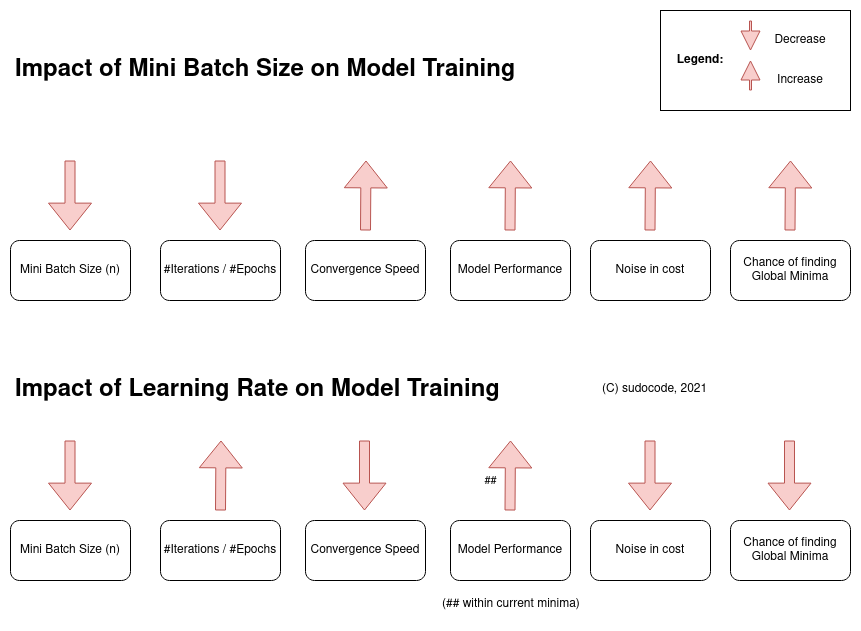 Impact of Mini Batch Size on Model Training
Legend:
Decrease
Increase
Mini Batch Size (n)
#Iterations / #Epochs
Convergence Speed
Model Performance
Noise in cost
Chance of finding
Global Minima
Impact of Learning Rate on Model Training
(C) sudocode, 2021
##
Mini Batch Size (n)
#Iterations / #Epochs
Convergence Speed
Model Performance
Noise in cost
Chance of finding
Global Minima
(## within current minima)